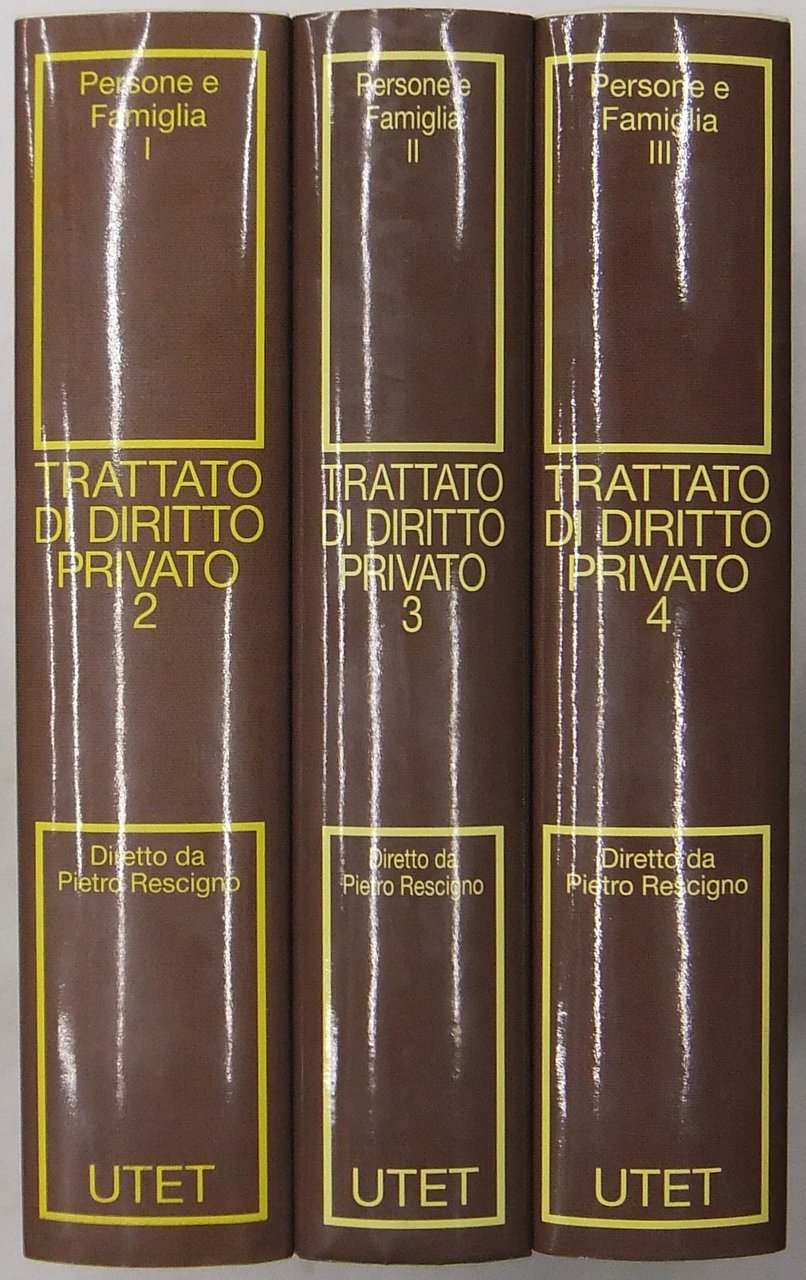 Persone e
Famiglia
I
TRATTATO
DI DIRITTO
PRIVATO
2
Diretto da
Pietro Rescigno
UTET
Persone e
Famiglia
II
TRATTATO
DI DIRITTO
PRIVATO
3
Diretto da
Pietro Rescigno
UTET
Persone e
Famiglia
III
TRATTATO
DI DIRITTO
PRIVATO
4
Diretto da
Pietro Rescigno
UTET